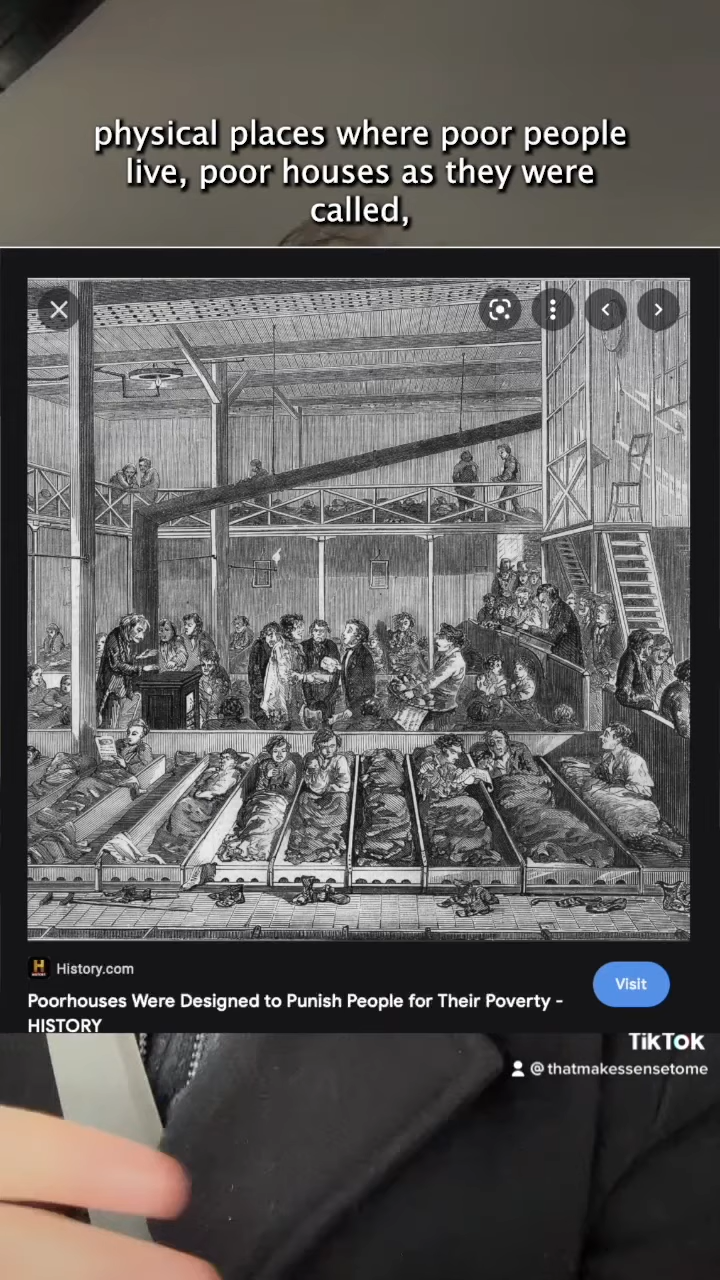 physical places where poor people
live, poor houses as they were
called,
History.com
Visit
Poorhouses Were Designed to Punish People for Their Poverty -
HISTORY
TikTok
@thatmakessensetome